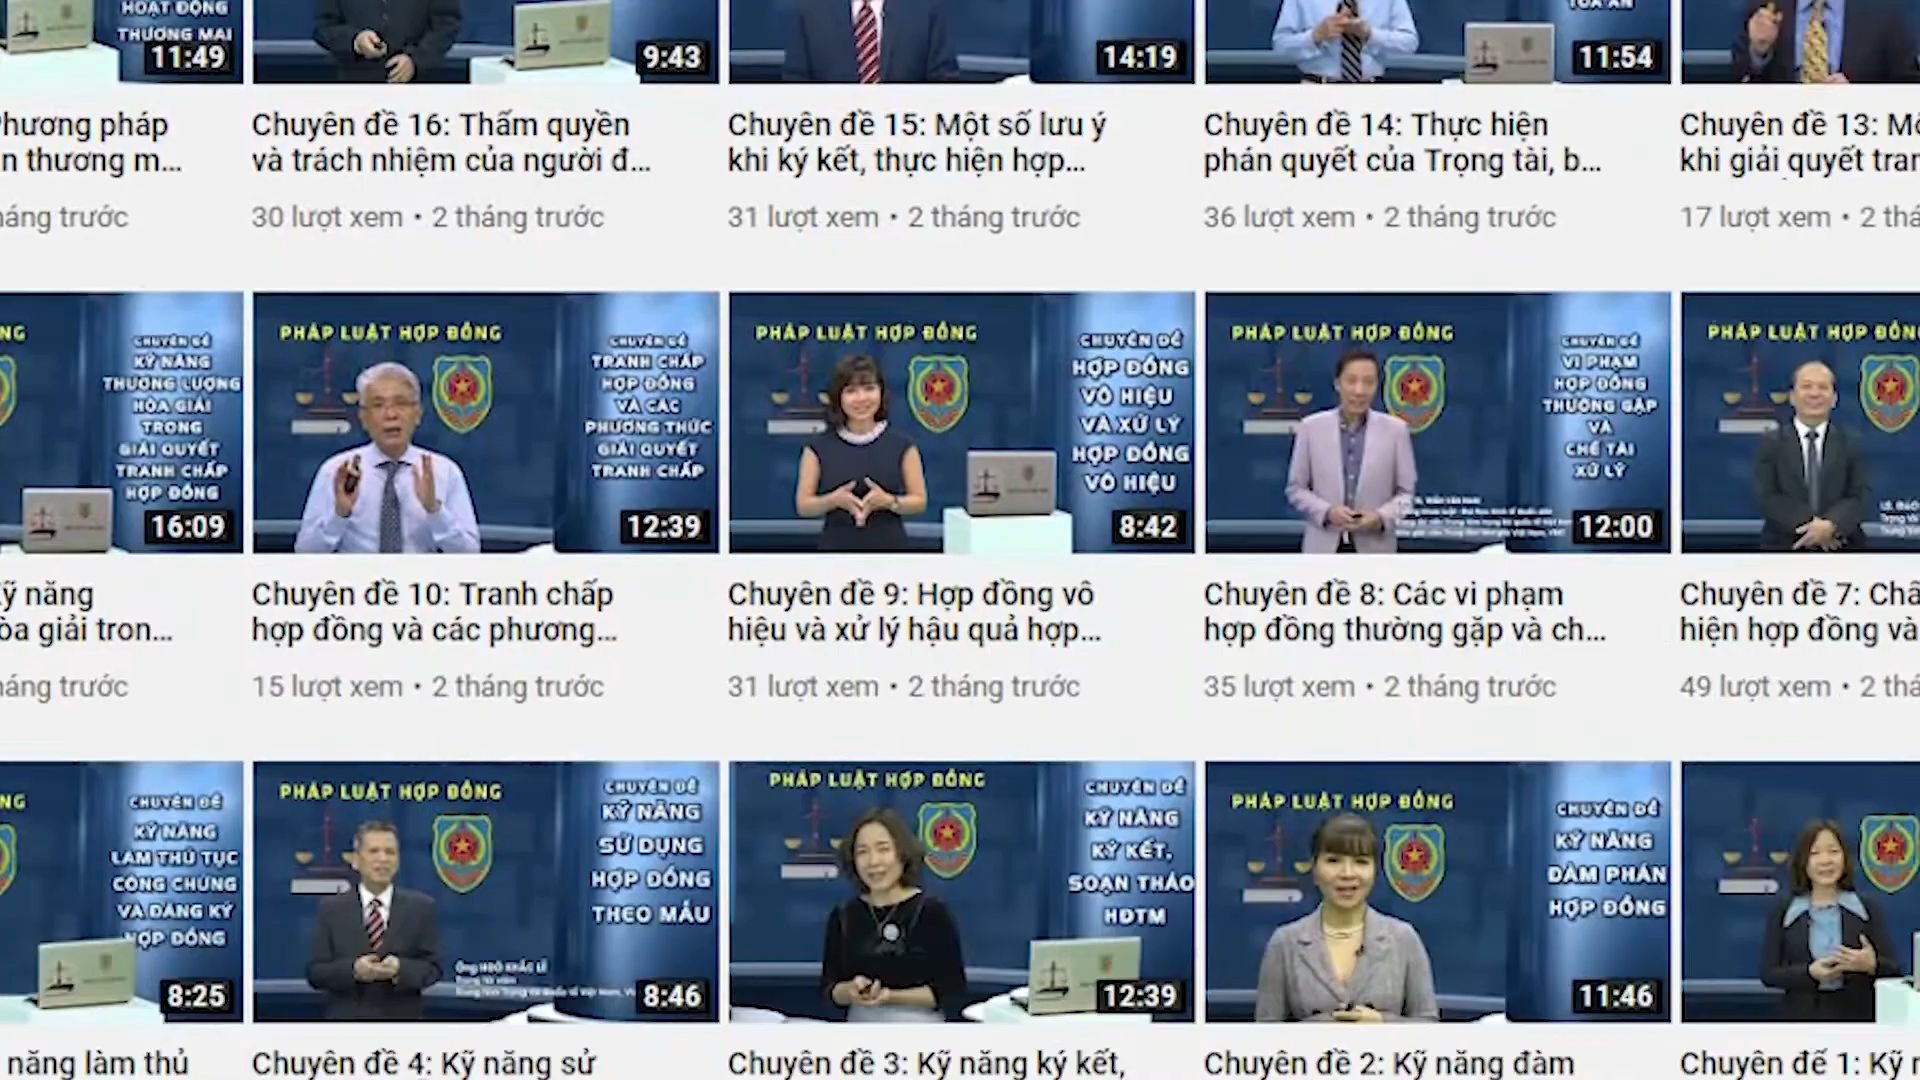 HOẠT ĐỘNG
THƯƠNG MẠI
11:49
9:43
14:19
TÒA ÁN
11:54
Phương pháp
n thương m...
Chuyên đề 16: Thẩm quyền
và trách nhiệm của người đ...
Chuyên đề 15: Một số lưu ý
khi ký kết, thực hiện hợp...
Chuyên đề 14: Thực hiện
phán quyết của Trọng tài, b...
Chuyên đề 13: Mộ
khi giải quyết tran
háng trước
30 lượt xem • 2 tháng trước
31 lượt xem • 2 tháng trước
36 lượt xem • 2 tháng trước
17 lượt xem • 2 thá
NG
CHUYÊN ĐỀ
KỸ NĂNG
THƯƠNG LƯỢNG
HÒA GIẢI
TRONG
GIẢI QUYẾT
TRANH CHẤP
HỢP ĐỒNG
16:09
PHÁP LUẬT HỢP ĐỒNG
CHUYÊN ĐỀ
TRANH CHẤP
HỢP ĐỒNG
VÀ CÁC
PHƯƠNG THỨC
GIẢI QUYẾT
TRANH CHẤP
12:39
PHÁP LUẬT HỢP ĐỒNG
CHUYÊN ĐỀ
HỢP ĐỒNG
VÔ HIỆU
VÀ XỬ LÝ
HỢP ĐỒNG
VÔ HIỆU
8:42
PHÁP LUẬT HỢP ĐỒNG
CHUYÊN ĐỀ
VI PHẠM
HỢP ĐỒNG
THƯỜNG GẶP
VÀ
CHẾ TÀI
XỬ LÝ
12:00
PHÁP LUẬT HỢP ĐỒNG
Kỹ năng
òa giải tron...
Chuyên đề 10: Tranh chấp
hợp đồng và các phương...
Chuyên đề 9: Hợp đồng vô
hiệu và xử lý hậu quả hợp...
Chuyên đề 8: Các vi phạm
hợp đồng thường gặp và ch...
Chuyên đề 7: Chấ
hiện hợp đồng và
háng trước
15 lượt xem • 2 tháng trước
31 lượt xem • 2 tháng trước
35 lượt xem • 2 tháng trước
49 lượt xem • 2 thá
NG
CHUYÊN ĐỀ
KỸ NĂNG
LÀM THỦ TỤC
CÔNG CHỨNG
VÀ ĐĂNG KÝ
HỢP ĐỒNG
8:25
PHÁP LUẬT HỢP ĐỒNG
CHUYÊN ĐỀ
KỸ NĂNG
SỬ DỤNG
HỢP ĐỒNG
THEO MẪU
Ông NGÔ KHẮC LỄ
8:46
PHÁP LUẬT HỢP ĐỒNG
CHUYÊN ĐỀ
KỸ NĂNG
KÝ KẾT,
SOẠN THẢO
HĐTM
12:39
PHÁP LUẬT HỢP ĐỒNG
CHUYÊN ĐỀ
KỸ NĂNG
ĐÀM PHÁN
HỢP ĐỒNG
11:46
năng làm thủ
Chuyên đề 4: Kỹ năng sử
Chuyên đề 3: Kỹ năng ký kết,
Chuyên đề 2: Kỹ năng đàm
Chuyên đề 1: Kỹ n